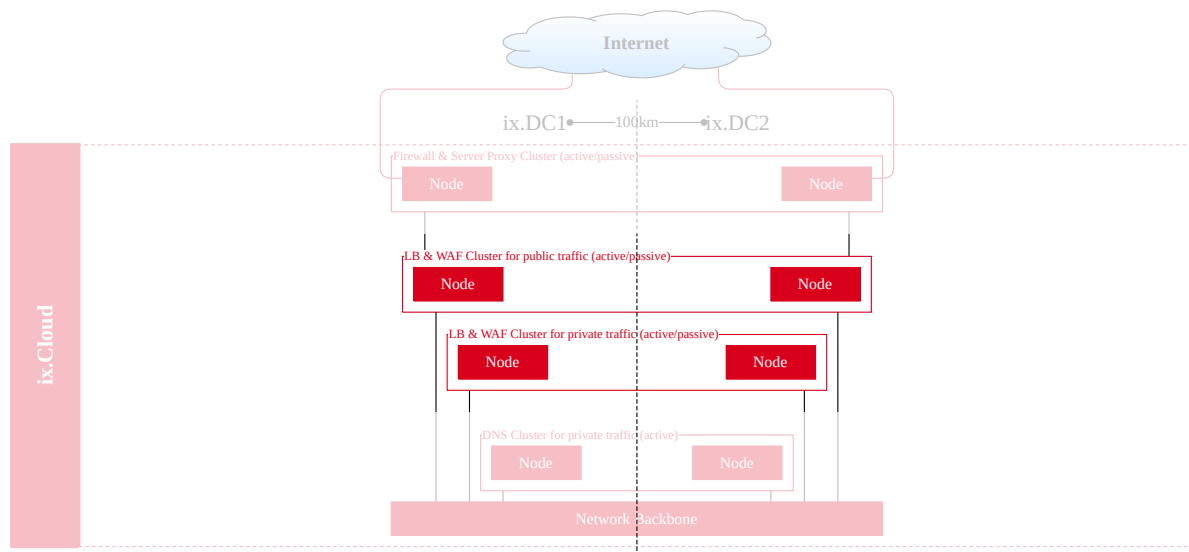 Internet
ix.DC1 100km ix.DC2
Firewall & Server Proxy Cluster (active/passive)
Node Node
LB & WAF Cluster for public traffic (active/passive)
Node Node
LB & WAF Cluster for private traffic (active/passive)
Node Node
ix.Cloud
DNS Cluster for private traffic (active)
Node Node
Network Backbone